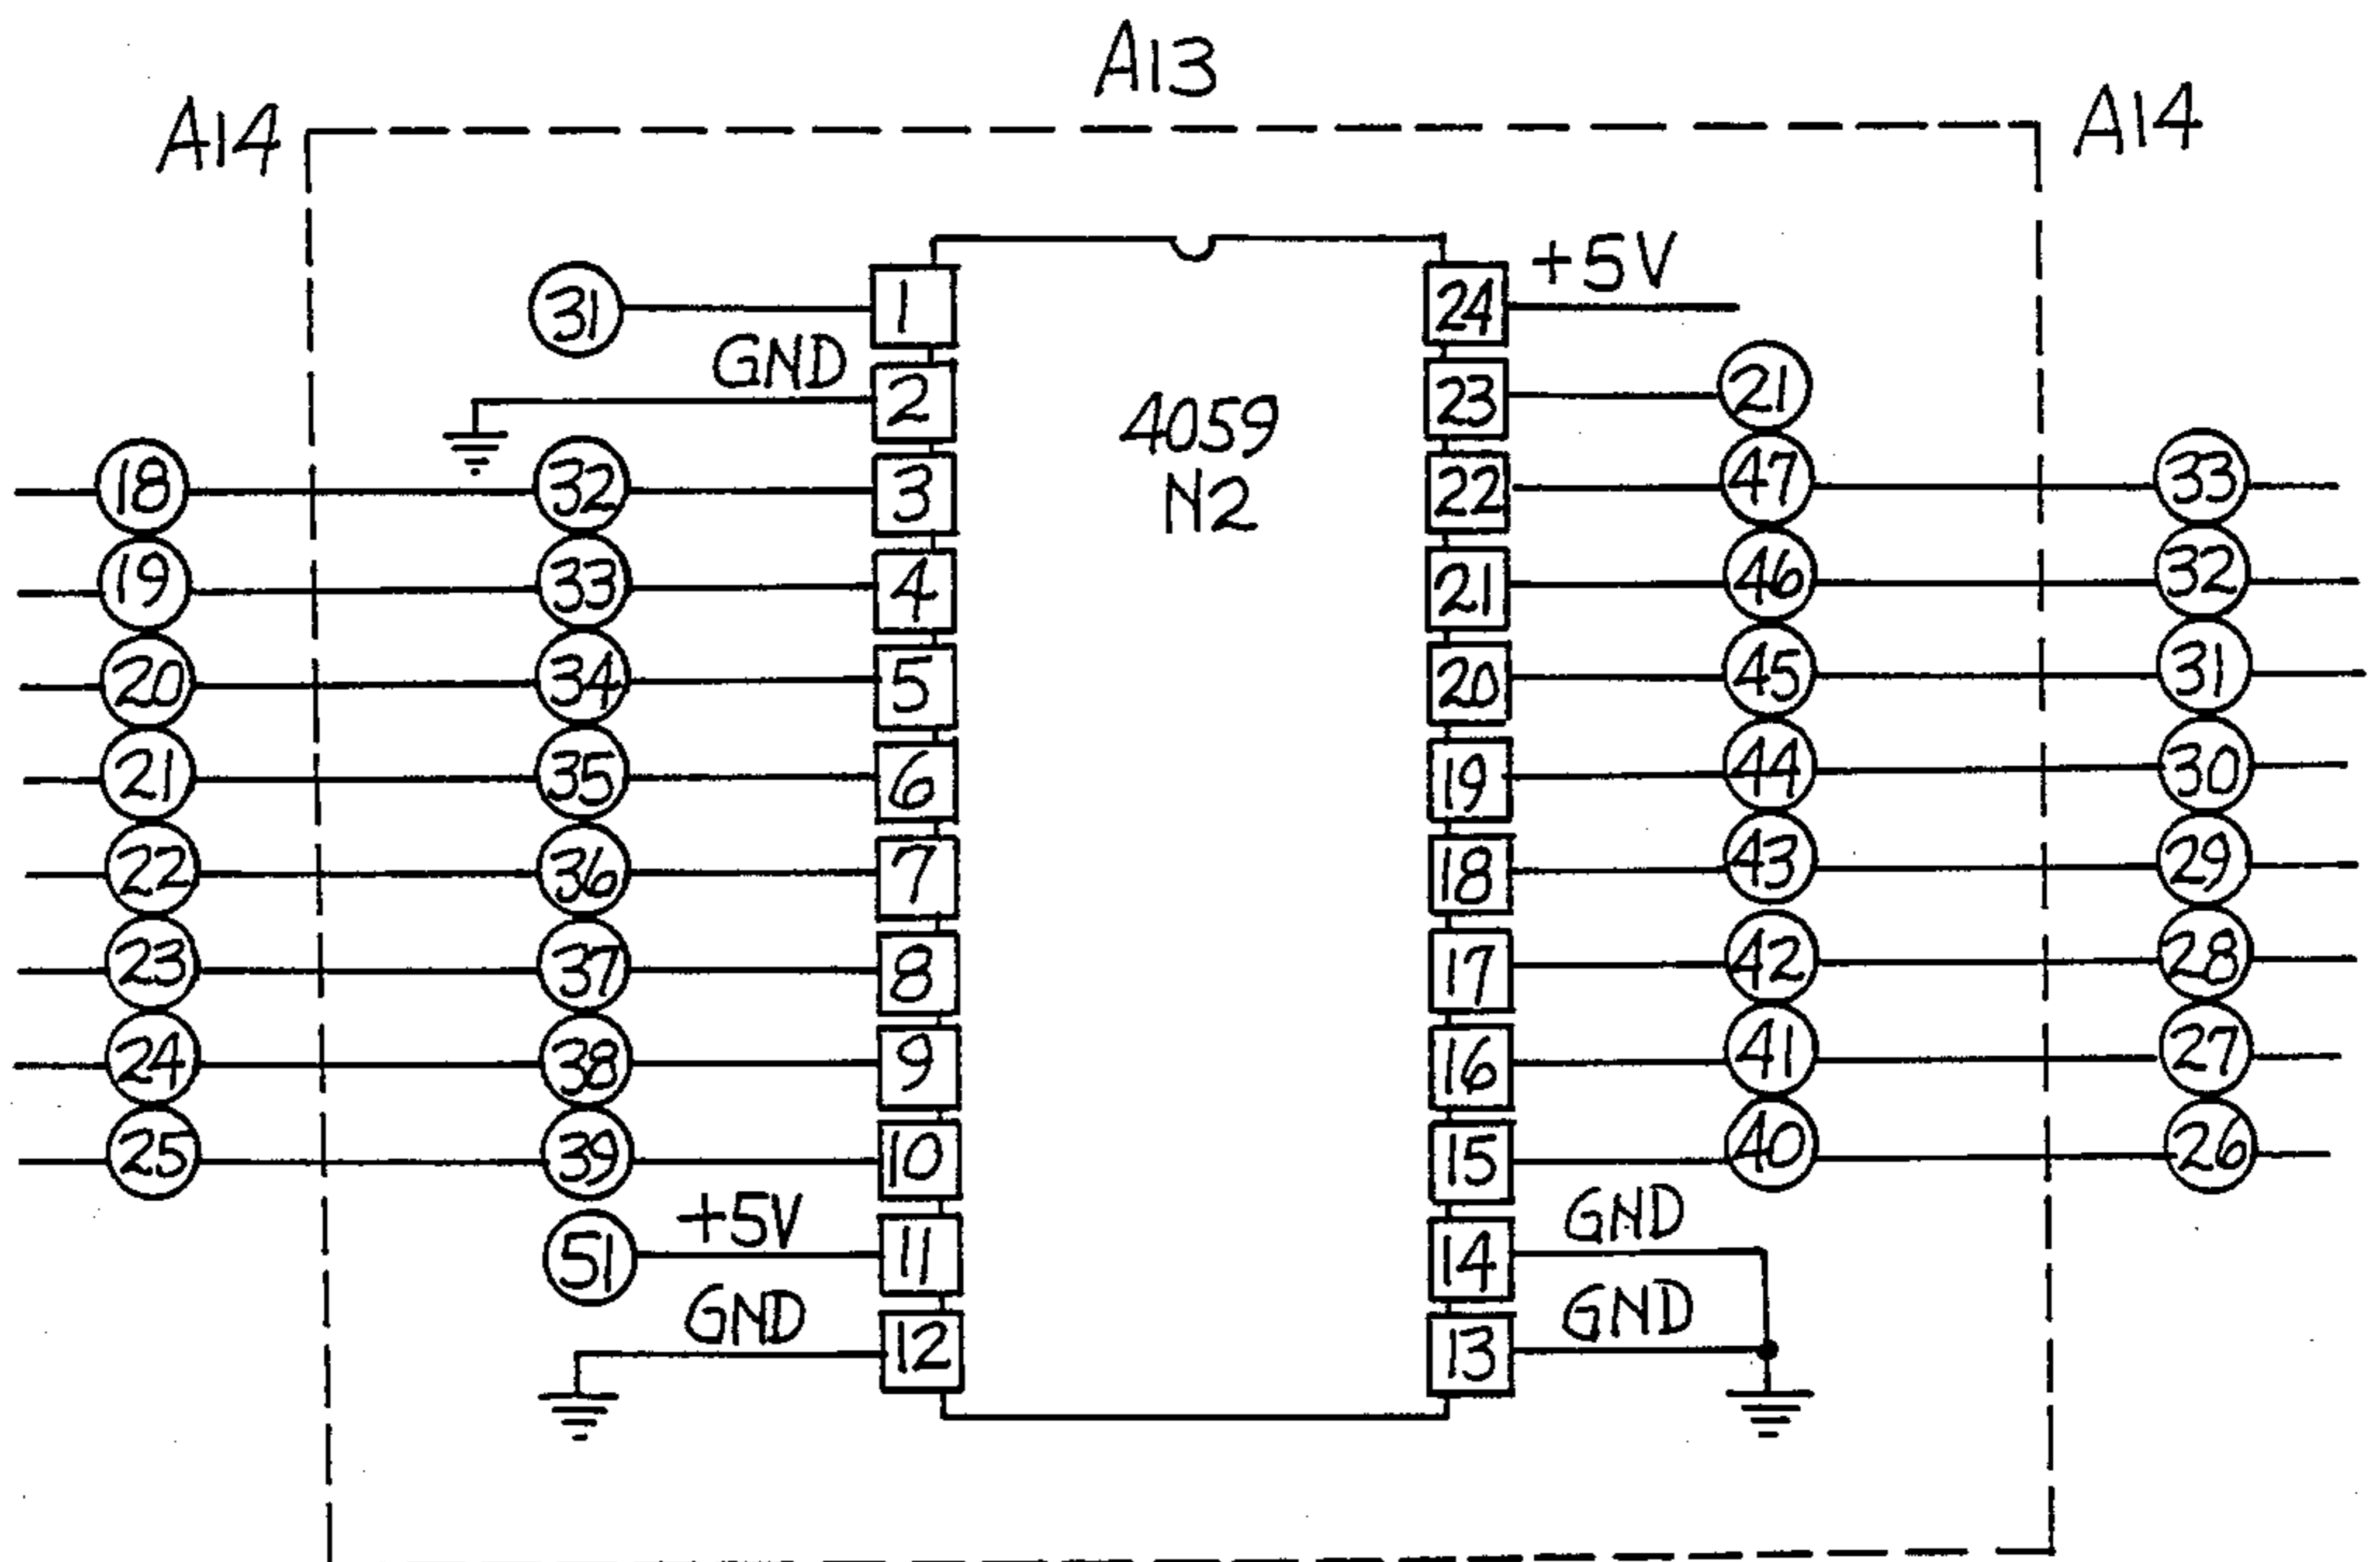 A13
A14 A14
31 1 24 +5V
GND 2 23 21
4059
N2
18 32 3 22 47 33
19 33 4 21 46 32
20 34 5 20 45 31
21 35 6 19 44 30
22 36 7 18 43 29
23 37 8 17 42 28
24 38 9 16 41 27
25 39 10 15 40 26
51 +5V 11 14 GND
GND 12 13 GND